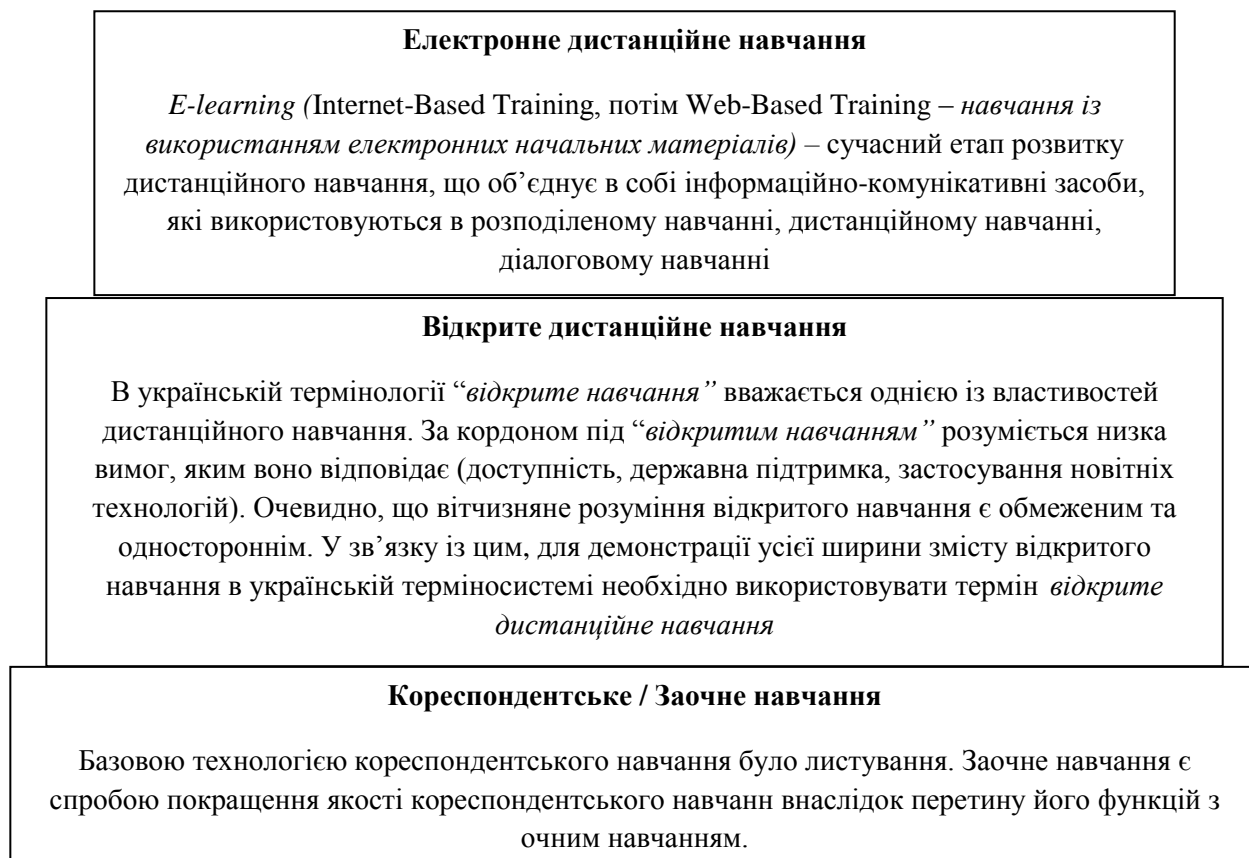 Електронне дистанційне навчання
E-learning (Internet-Based Training, потім Web-Based Training – навчання із
використанням електронних начальних матеріалів) – сучасний етап розвитку
дистанційного навчання, що об’єднує в собі інформаційно-комунікативні засоби,
які використовуються в розподіленому навчанні, дистанційному навчанні,
діалоговому навчанні
Відкрите дистанційне навчання
В українській термінології “відкрите навчання” вважається однією із властивостей
дистанційного навчання. За кордоном під “відкритим навчанням” розуміється низка
вимог, яким воно відповідає (доступність, державна підтримка, застосування новітніх
технологій). Очевидно, що вітчизняне розуміння відкритого навчання є обмеженим та
одностороннім. У зв’язку із цим, для демонстрації усієї ширини змісту відкритого
навчання в українській терміносистемі необхідно використовувати термін відкрите
дистанційне навчання
Кореспондентське / Заочне навчання
Базовою технологією кореспондентського навчання було листування. Заочне навчання є
спробою покращення якості кореспондентського навчанн внаслідок перетину його функцій з
очним навчанням.